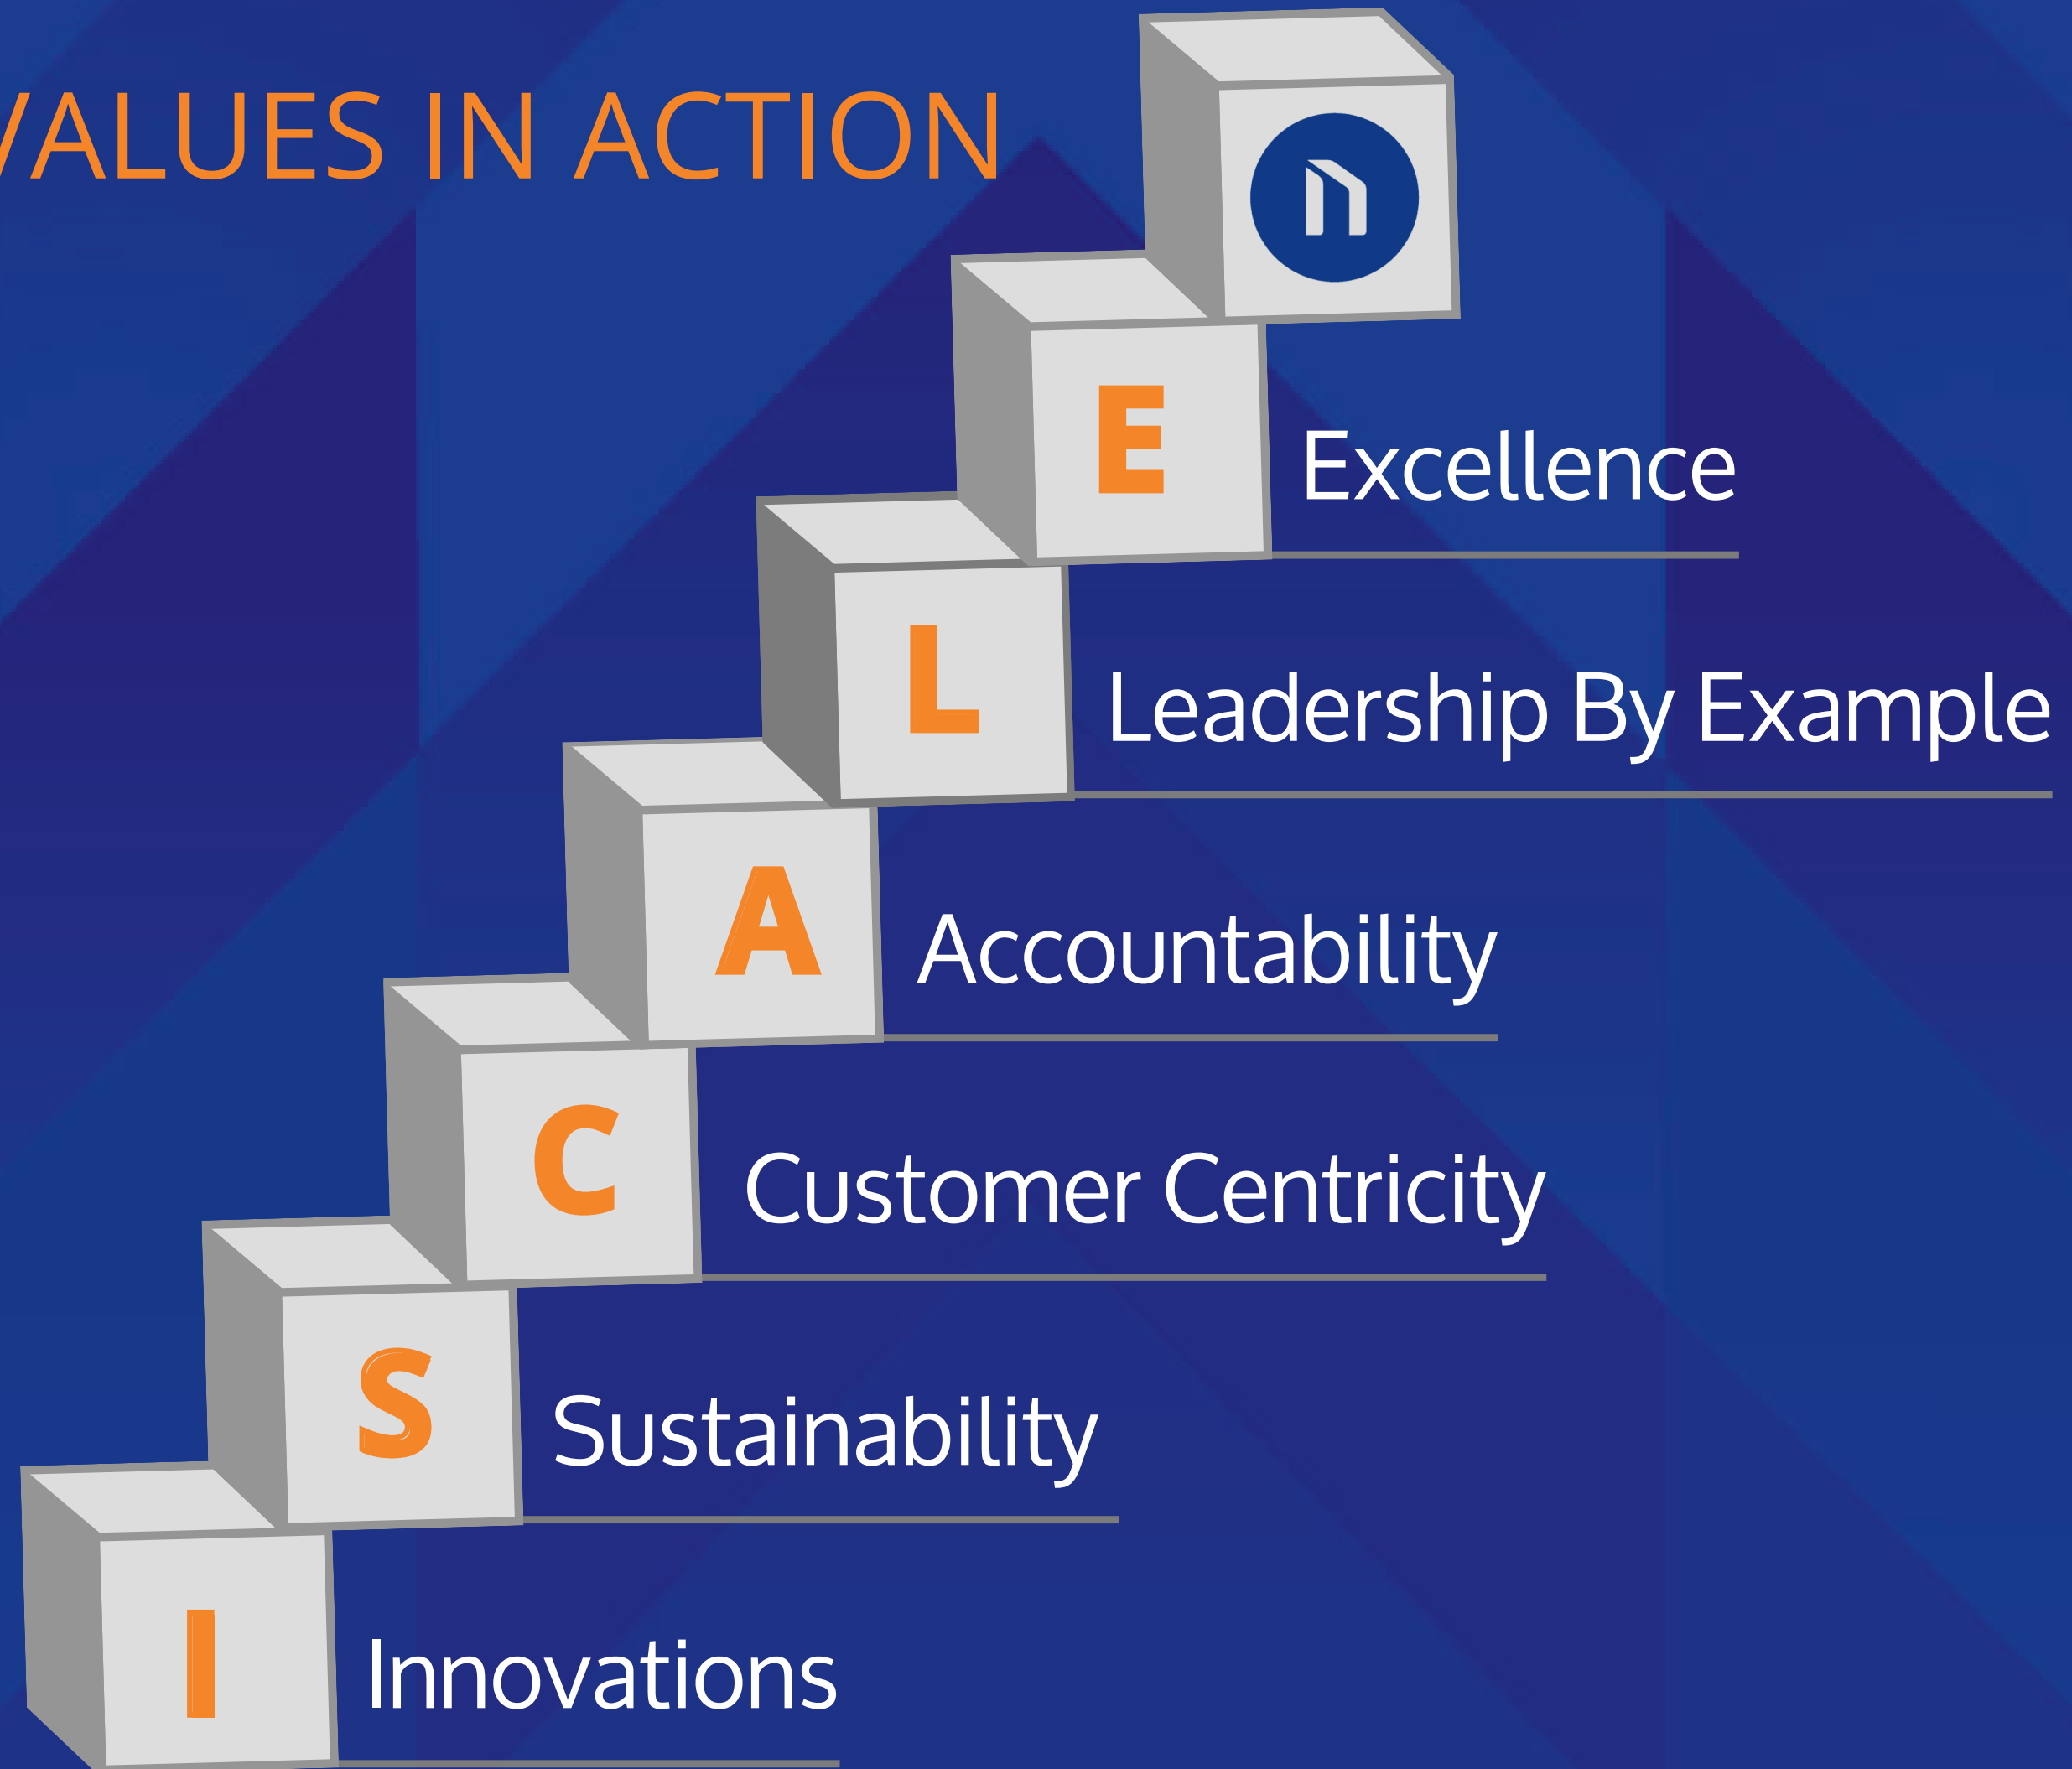 VALUES IN ACTION
n
E
Excellence
L
Leadership By Example
A
Accountability
C
Customer Centricity
S
Sustainability
I
Innovations